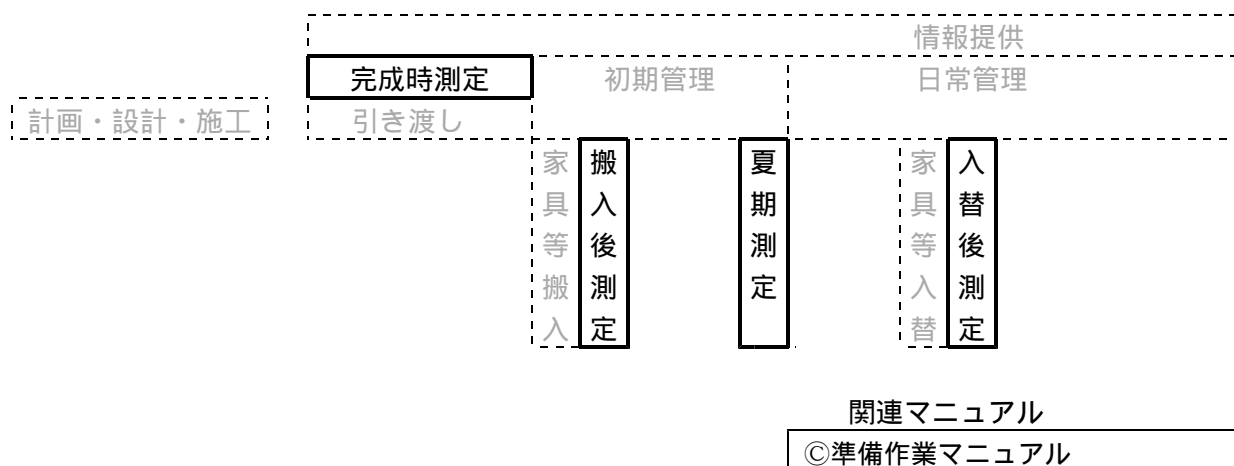 情報提供
完成時測定 初期管理 日常管理
計画・設計・施工 引き渡し
家具等搬入
搬入後測定
夏期測定
家具等入替
入替後測定
関連マニュアル
Ⓒ準備作業マニュアル